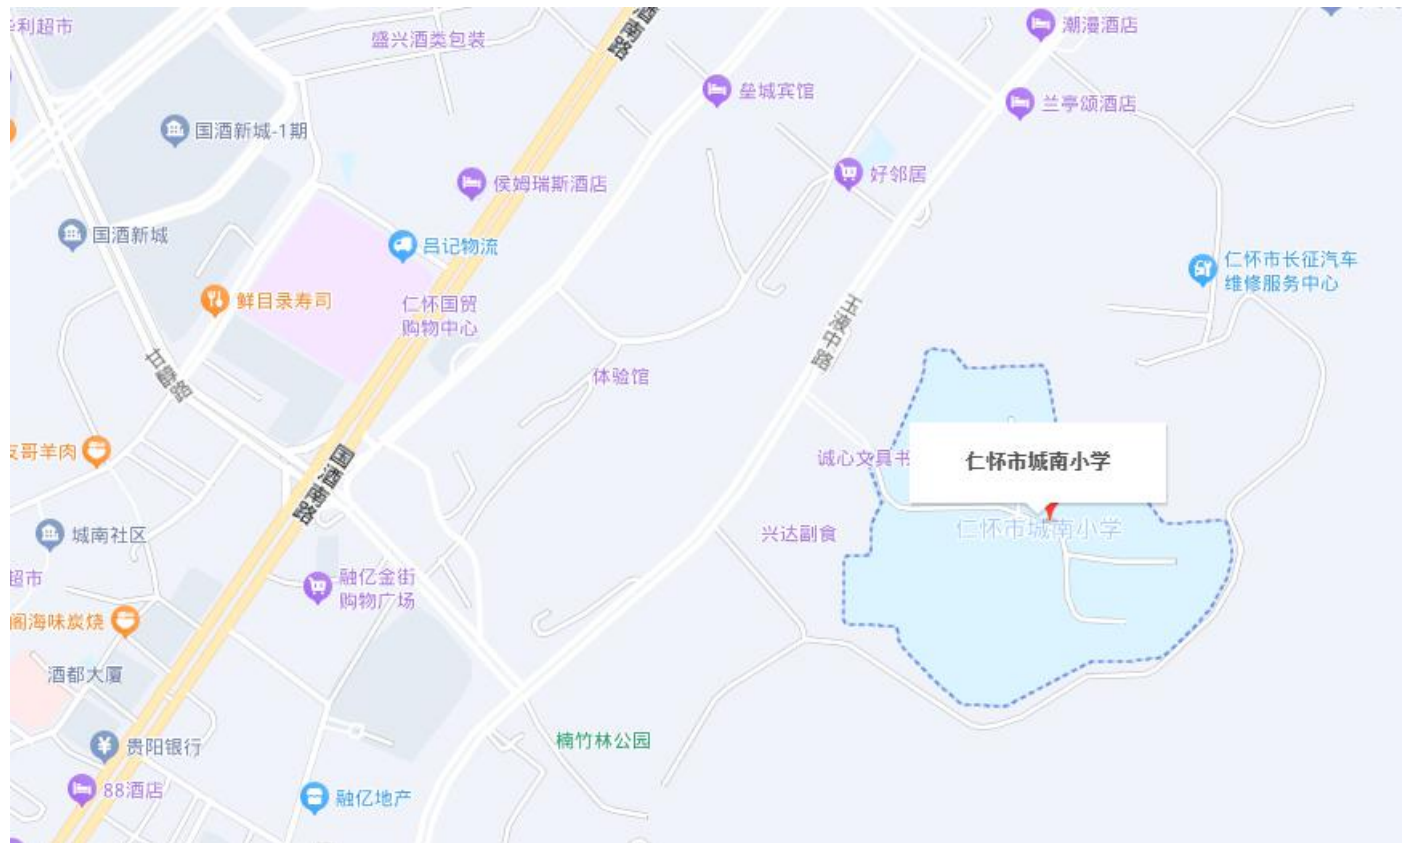 利超市
盛兴酒类包装
酒南路
潮漫酒店
垒城宾馆
兰亭颂酒店
国酒新城-1期
侯姆瑞斯酒店
好邻居
国酒新城
吕记物流
仁怀市长征汽车
维修服务中心
鲜目录寿司
仁怀国贸
购物中心
玉液中路
体验馆
友哥羊肉
国酒南路
诚心文具书
仁怀市城南小学
仁怀市城南小学
城南社区
兴达副食
超市
融亿金街
购物广场
阁海味炭烧
酒都大厦
楠竹林公园
贵阳银行
88酒店
融亿地产